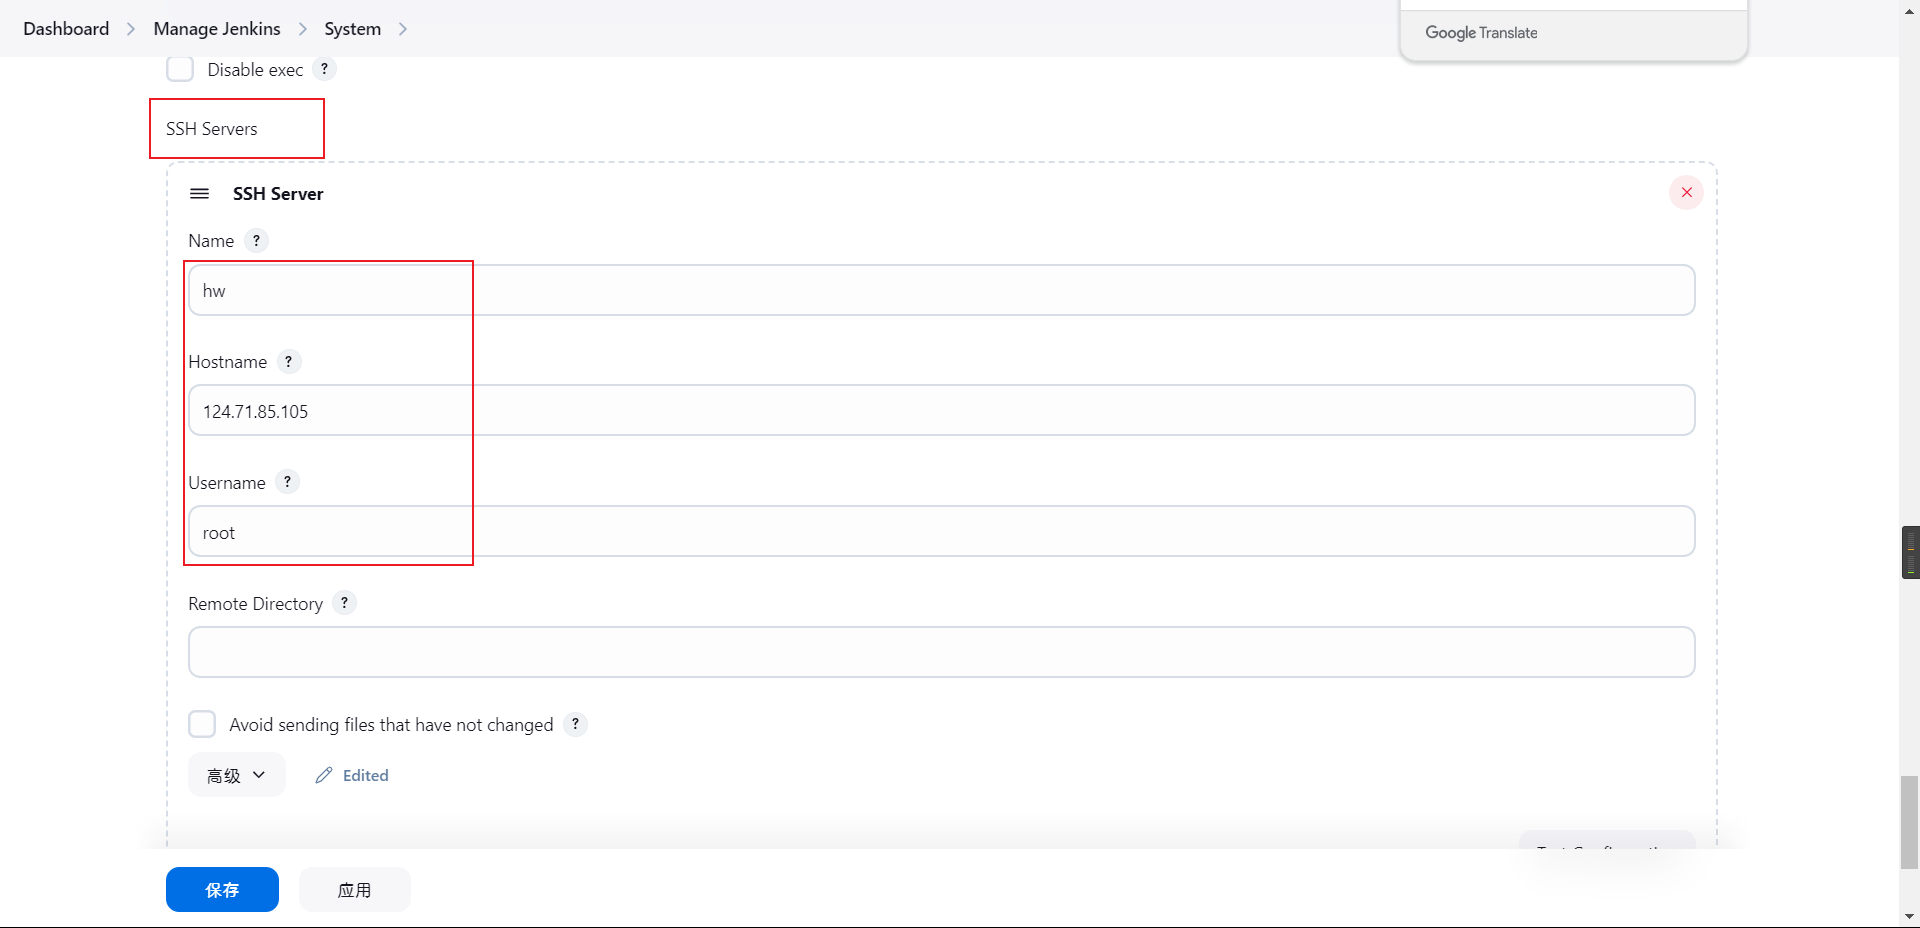 Dashboard > Manage Jenkins > System >
Google Translate
Disable exec ?
SSH Servers
SSH Server
Name ?
hw
Hostname ?
124.71.85.105
Username ?
root
Remote Directory ?
Avoid sending files that have not changed ?
高级
Edited
保存
应用